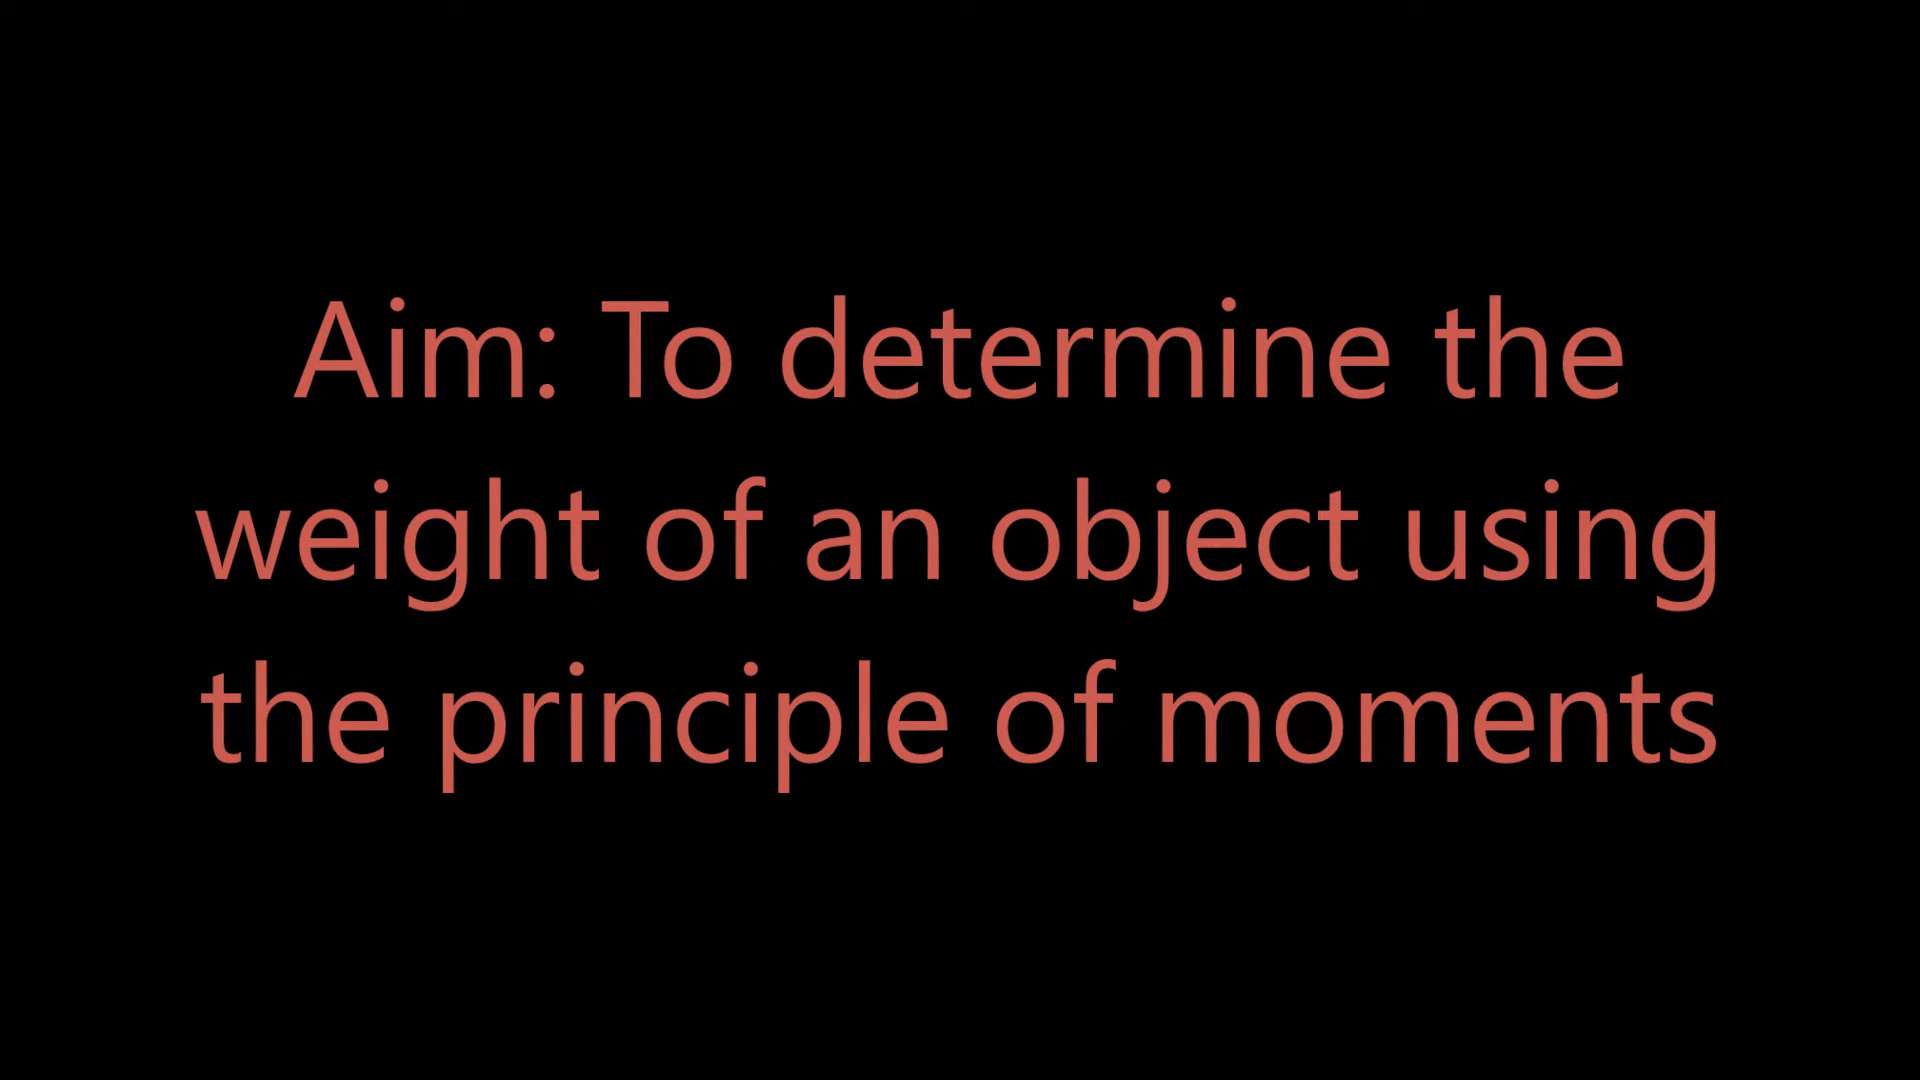 Aim: To determine the
weight of an object using
the principle of moments